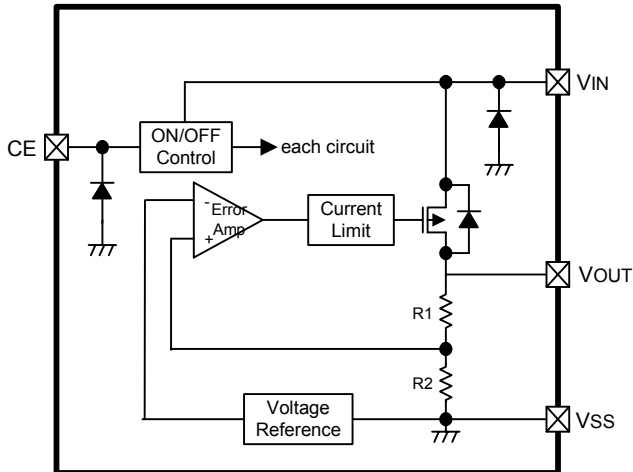 VIN
CE
ON/OFF
Control
each circuit
-
Error
Amp
+
Current
Limit
VOUT
R1
R2
Voltage
Reference
VSS